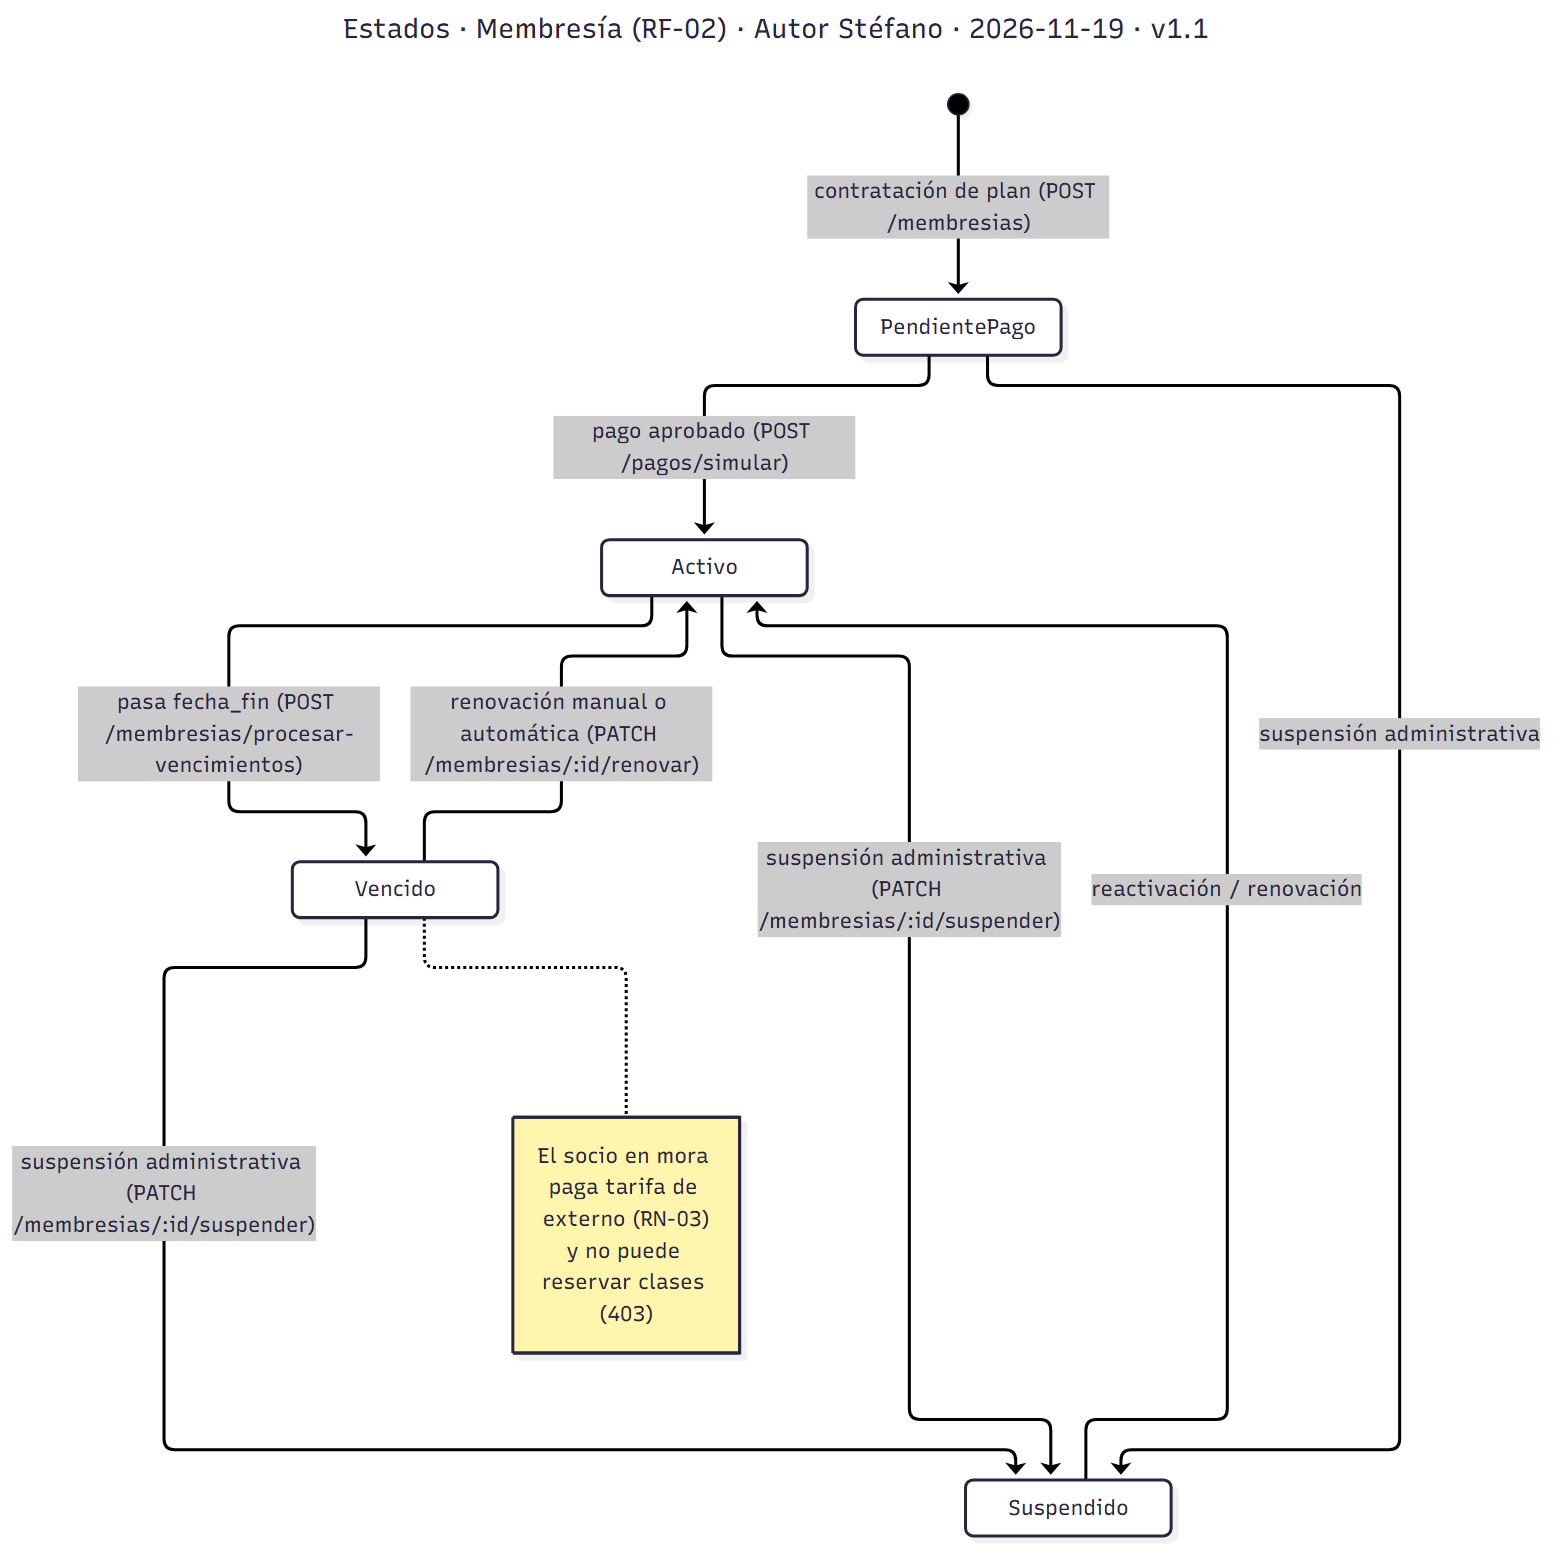 Estados · Membresía (RF-02) · Autor Stéfano · 2026-11-19 · v1.1
contratación de plan (POST
/membresias)
PendientePago
pago aprobado (POST
/pagos/simular)
Activo
pasa fecha_fin (POST
/membresias/procesar-
vencimientos)
renovación manual o
automática (PATCH
/membresias/:id/renovar)
suspensión administrativa
Vencido
suspensión administrativa
(PATCH
/membresias/:id/suspender)
reactivación / renovación
suspensión administrativa
(PATCH
/membresias/:id/suspender)
El socio en mora
paga tarifa de
externo (RN-03)
y no puede
reservar clases
(403)
Suspendido